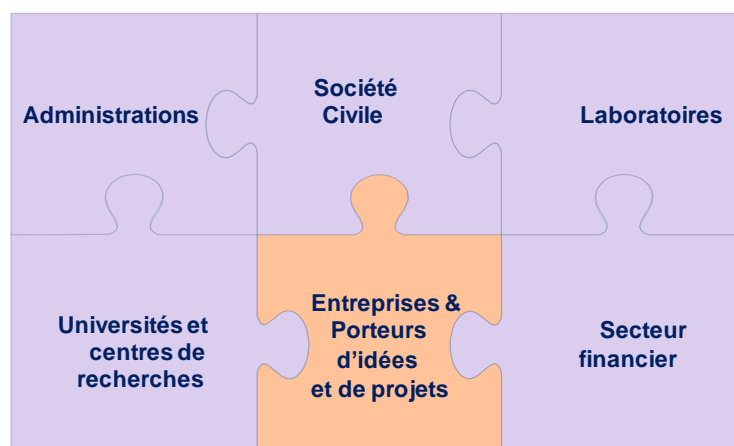 Administrations
Société
Civile
Laboratoires
Universités et
centres de
recherches
Entreprises &
Porteurs
d’idées
et de projets
Secteur
financier